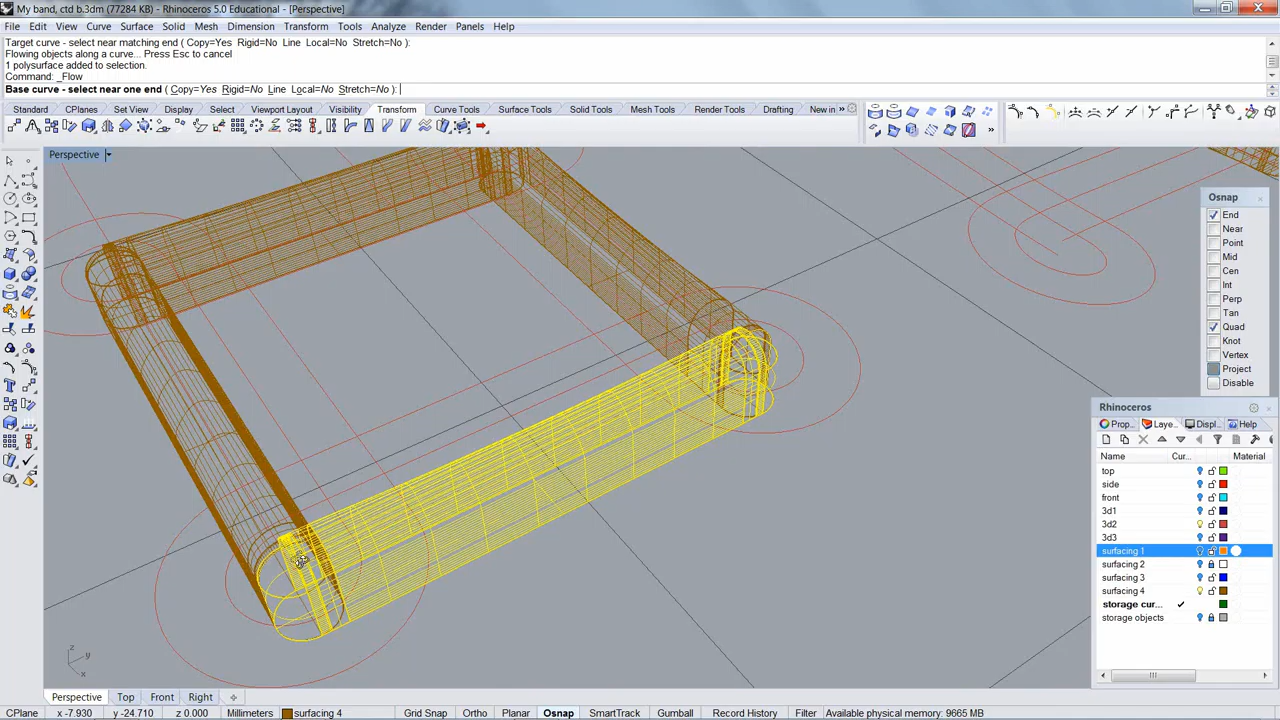 My band, ctd b.3dm (77284 KB) - Rhinoceros 5.0 Educational - [Perspective]
File Edit View Curve Surface Solid Mesh Dimension Transform Tools Analyze Render Panels Help
Target curve - select near matching end ( Copy=Yes Rigid=No Line Local=No Stretch=No ):
Flowing objects along a curve... Press Esc to cancel
1 polysurface added to selection.
Command: _Flow
Base curve - select near one end ( Copy=Yes Rigid=No Line Local=No Stretch=No ):
Standard CPlanes Set View Display Select Viewport Layout Visibility Transform Curve Tools Surface Tools Solid Tools Mesh Tools Render Tools Drafting New in
Perspective
Osnap
End
Near
Point
Mid
Cen
Int
Perp
Tan
Quad
Knot
Vertex
Project
Disable
Rhinoceros
Prop... Laye... Displ... Help
Name Cur... Material
top
side
front
3d1
3d2
3d3
surfacing 1
surfacing 2
surfacing 3
surfacing 4
storage cur...
storage objects
z
y
x
Perspective Top Front Right
CPlane x -7.930 y -24.710 z 0.000 Millimeters surfacing 4 Grid Snap Ortho Planar Osnap SmartTrack Gumball Record History Filter Available physical memory: 9665 MB